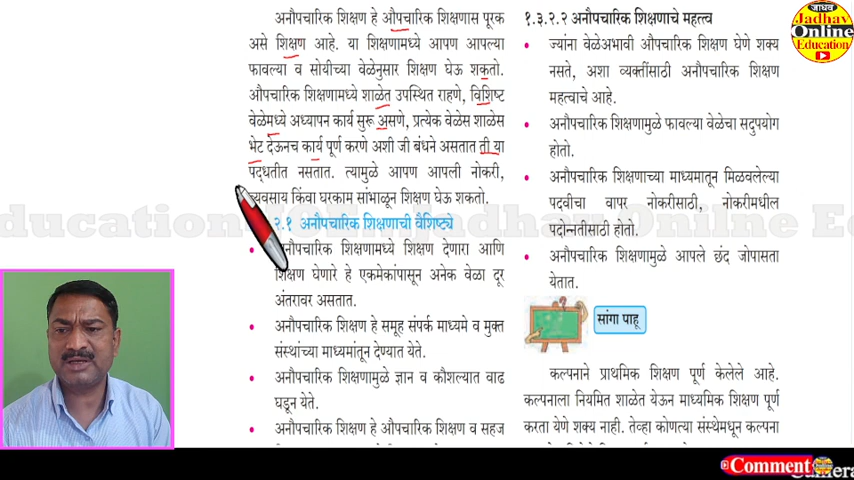 अनौपचारिक शिक्षण हे औपचारिक शिक्षणास पूरक
असे शिक्षण आहे. या शिक्षणामध्ये आपण आपल्या
फावल्या व सोयीच्या वेळेनुसार शिक्षण घेऊ शकतो.
औपचारिक शिक्षणामध्ये शाळेत उपस्थित राहणे, विशिष्ट
वेळेमध्ये अध्यापन कार्य सुरू असणे, प्रत्येक वेळेस शाळेस
भेट देऊनच कार्य पूर्ण करणे अशी जी बंधने असतात ती या
पद्धतीत नसतात. त्यामुळे आपण आपली नोकरी,
व्यवसाय किंवा घरकाम सांभाळून शिक्षण घेऊ शकतो.
२.१ अनौपचारिक शिक्षणाची वैशिष्ट्ये
• अनौपचारिक शिक्षणामध्ये शिक्षण देणारा आणि
शिक्षण घेणारे हे एकमेकांपासून अनेक वेळा दूर
अंतरावर असतात.
• अनौपचारिक शिक्षण हे समूह संपर्क माध्यमे व मुक्त
संस्थांच्या माध्यमांतून देण्यात येते.
• अनौपचारिक शिक्षणामुळे ज्ञान व कौशल्यात वाढ
घडून येते.
• अनौपचारिक शिक्षण हे औपचारिक शिक्षण व सहज
१.३.२.२ अनौपचारिक शिक्षणाचे महत्त्व
• ज्यांना वेळेअभावी औपचारिक शिक्षण घेणे शक्य
नसते, अशा व्यक्तींसाठी अनौपचारिक शिक्षण
महत्वाचे आहे.
• अनौपचारिक शिक्षणामुळे फावल्या वेळेचा सदुपयोग
होतो.
• अनौपचारिक शिक्षणाच्या माध्यमातून मिळवलेल्या
पदवीचा वापर नोकरीसाठी, नोकरीमधील
पदोन्नतीसाठी होतो.
• अनौपचारिक शिक्षणामुळे आपले छंद जोपासता
येतात.
सांगा पाहू
कल्पनाने प्राथमिक शिक्षण पूर्ण केलेले आहे.
कल्पनाला नियमित शाळेत येऊन माध्यमिक शिक्षण पूर्ण
करता येणे शक्य नाही. तेव्हा कोणत्या संस्थेमधून कल्पना
जाधव
Jadhav
Online
Education
Education Jadhav Online E
Comment